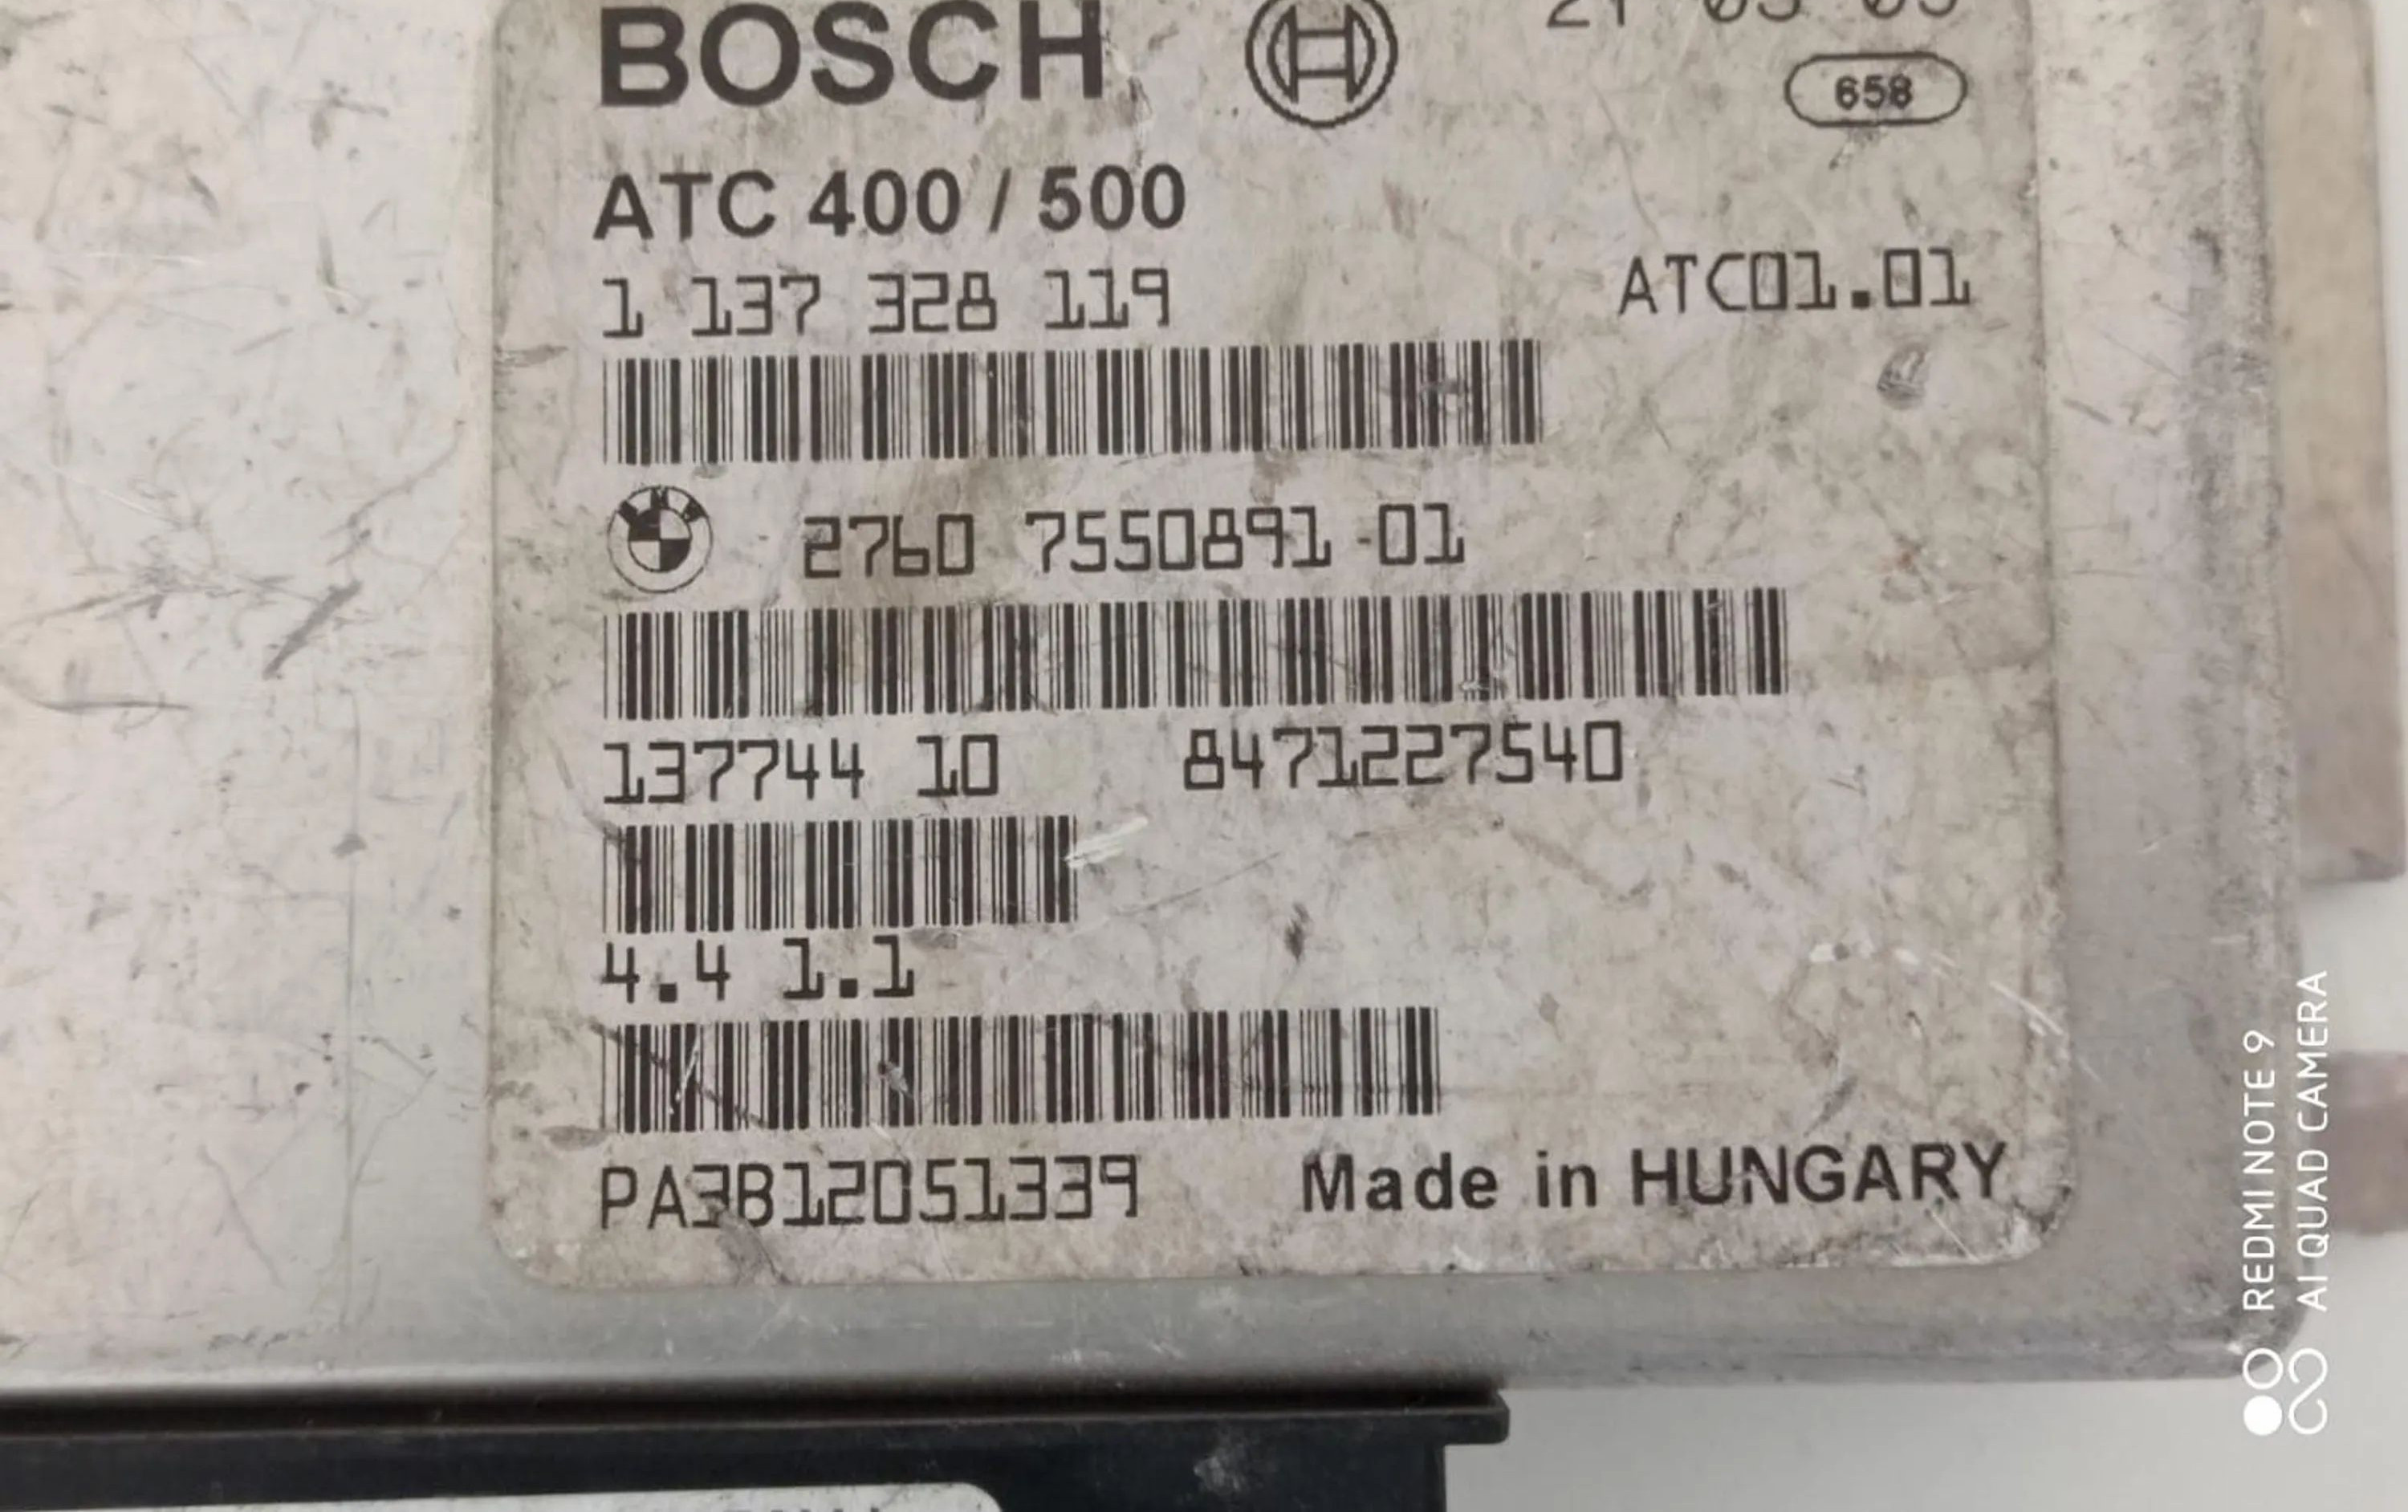 BOSCH
658
ATC 400 / 500
1 137 328 119
ATC01.01
2760 7550891 01
137744 10 8471227540
4.4 1.1
PA3812051339 Made in HUNGARY
REDMI NOTE 9
AI QUAD CAMERA